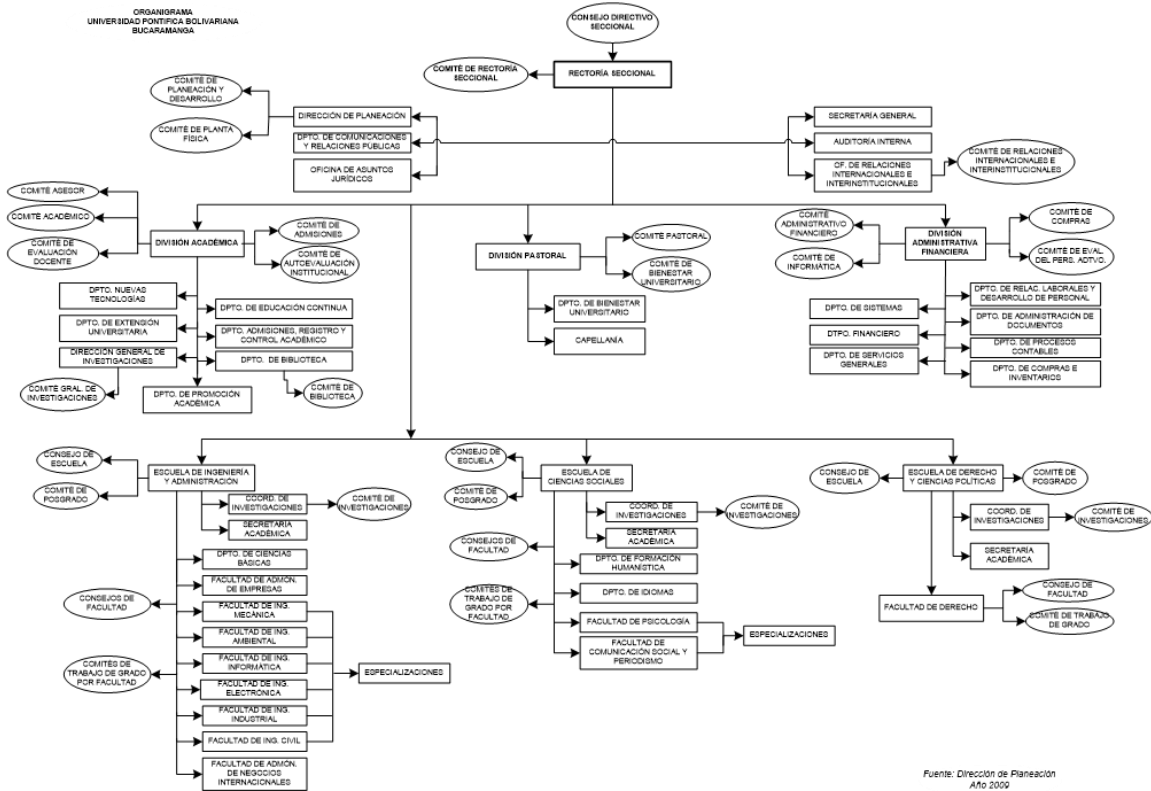 ORGANIGRAMA
UNIVERSIDAD PONTIFICA BOLIVARIANA
BUCARAMANGA
CONSEJO DIRECTIVO
SECCIONAL
COMITÉ DE RECTORÍA
SECCIONAL
RECTORÍA SECCIONAL
COMITÉ DE
PLANEACIÓN Y
DESARROLLO
COMITÉ DE PLANTA
FÍSICA
DIRECCIÓN DE PLANEACIÓN
DPTO. DE COMUNICACIONES
Y RELACIONES PÚBLICAS
OFICINA DE ASUNTOS
JURÍDICOS
SECRETARÍA GENERAL
AUDITORÍA INTERNA
OF. DE RELACIONES
INTERNACIONALES E
INTERINSTITUCIONALES
COMITÉ DE RELACIONES
INTERNACIONALES E
INTERINSTITUCIONALES
COMITÉ ASESOR
COMITÉ ACADÉMICO
COMITÉ DE
EVALUACIÓN
DOCENTE
DIVISIÓN ACADÉMICA
COMITÉ DE
ADMISIONES
COMITÉ DE
AUTOEVALUACIÓN
INSTITUCIONAL
DIVISIÓN PASTORAL
COMITÉ PASTORAL
COMITÉ DE
BIENESTAR
UNIVERSITARIO
COMITÉ
ADMINISTRATIVO
FINANCIERO
COMITÉ DE
INFORMÁTICA
DIVISIÓN
ADMINISTRATIVA
FINANCIERA
COMITÉ DE
COMPRAS
COMITÉ DE EVAL.
DEL PERS. ADTVO.
DPTO. NUEVAS
TECNOLOGÍAS
DPTO. DE EXTENSIÓN
UNIVERSITARIA
DIRECCIÓN GENERAL DE
INVESTIGACIONES
COMITÉ GRAL. DE
INVESTIGACIONES
DPTO. DE EDUCACIÓN CONTINUA
DPTO. ADMISIONES, REGISTRO Y
CONTROL ACADÉMICO
DPTO. DE BIBLIOTECA
COMITÉ DE
BIBLIOTECA
DPTO. DE PROMOCIÓN
ACADÉMICA
DPTO. DE BIENESTAR
UNIVERSITARIO
CAPELLANÍA
DPTO. DE SISTEMAS
DTPO. FINANCIERO
DPTO. DE SERVICIOS
GENERALES
DPTO. DE RELAC. LABORALES Y
DESARROLLO DE PERSONAL
DPTO. DE ADMINISTRACIÓN DE
DOCUMENTOS
DPTO. DE PROCESOS
CONTABLES
DPTO. DE COMPRAS E
INVENTARIOS
CONSEJO DE
ESCUELA
COMITÉ DE
POSGRADO
ESCUELA DE INGENIERÍA
Y ADMINISTRACIÓN
COORD. DE
INVESTIGACIONES
COMITÉ DE
INVESTIGACIONES
SECRETARÍA
ACADÉMICA
DPTO. DE CIENCIAS
BÁSICAS
FACULTAD DE ADMÓN.
DE EMPRESAS
CONSEJOS DE
FACULTAD
FACULTAD DE ING.
MECÁNICA
FACULTAD DE ING.
AMBIENTAL
COMITÉS DE
TRABAJO DE GRADO
POR FACULTAD
FACULTAD DE ING.
INFORMÁTICA
ESPECIALIZACIONES
FACULTAD DE ING.
ELECTRÓNICA
FACULTAD DE ING.
INDUSTRIAL
FACULTAD DE ING. CIVIL
FACULTAD DE ADMÓN.
DE NEGOCIOS
INTERNACIONALES
CONSEJO DE
ESCUELA
COMITÉ DE
POSGRADO
ESCUELA DE
CIENCIAS SOCIALES
COORD. DE
INVESTIGACIONES
COMITÉ DE
INVESTIGACIONES
SECRETARÍA
ACADÉMICA
CONSEJOS DE
FACULTAD
DPTO. DE FORMACIÓN
HUMANÍSTICA
COMITÉS DE
TRABAJO DE
GRADO POR
FACULTAD
DPTO. DE IDIOMAS
FACULTAD DE PSICOLOGÍA
FACULTAD DE
COMUNICACIÓN SOCIAL Y
PERIODISMO
ESPECIALIZACIONES
CONSEJO DE
ESCUELA
ESCUELA DE DERECHO
Y CIENCIAS POLÍTICAS
COMITÉ DE
POSGRADO
COORD. DE
INVESTIGACIONES
COMITÉ DE
INVESTIGACIONES
SECRETARÍA
ACADÉMICA
FACULTAD DE DERECHO
CONSEJO DE
FACULTAD
COMITÉ DE TRABAJO
DE GRADO
Fuente: Dirección de Planeación
Año 2009